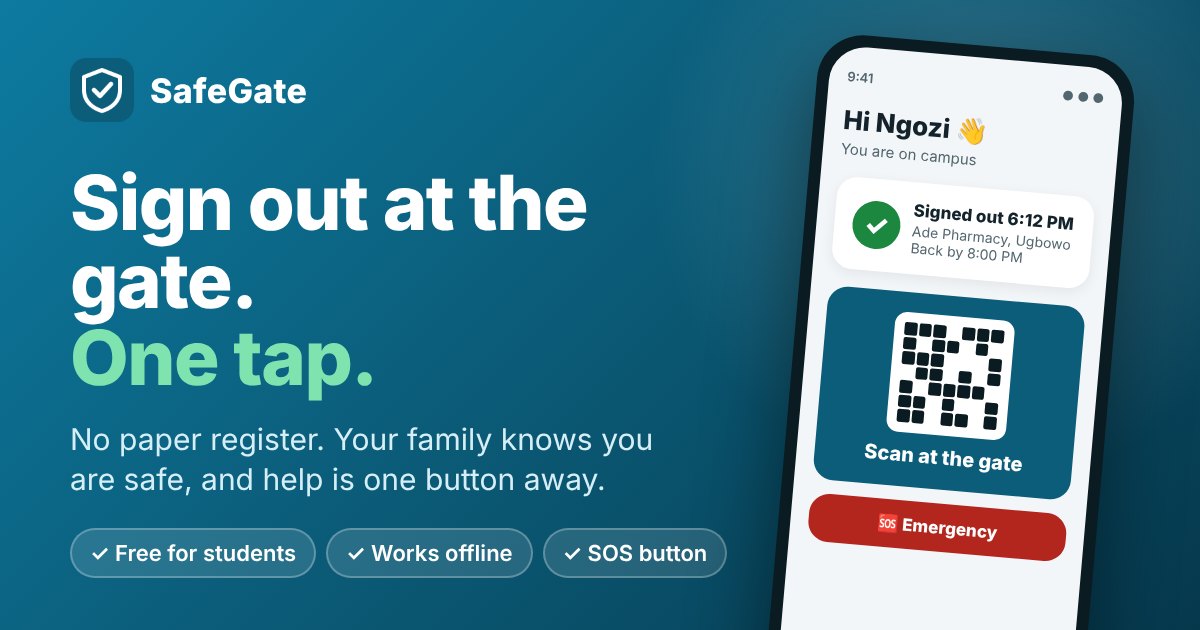 SafeGate
Sign out at the
gate.
One tap.
No paper register. Your family knows you
are safe, and help is one button away.
✓ Free for students
✓ Works offline
✓ SOS button
9:41
Hi Ngozi 👋
You are on campus
Signed out 6:12 PM
Ade Pharmacy, Ugbowo
Back by 8:00 PM
Scan at the gate
🆘 Emergency